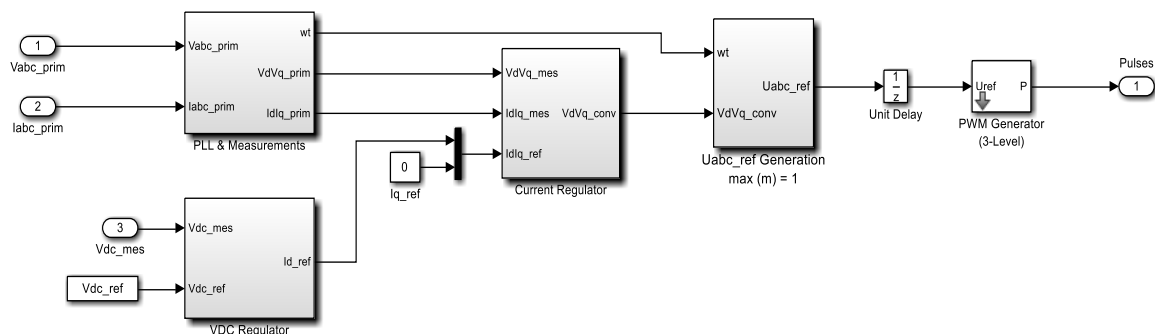 1
Vabc_prim
2
Iabc_prim
Vabc_prim
Iabc_prim
wt
VdVq_prim
IdIq_prim
PLL & Measurements
3
Vdc_mes
Vdc_ref
Vdc_mes
Vdc_ref
Id_ref
VDC Regulator
0
Iq_ref
VdVq_mes
IdIq_mes
IdIq_ref
VdVq_conv
Current Regulator
wt
VdVq_conv
Uabc_ref
Uabc_ref Generation
max (m) = 1
1
z
Unit Delay
Uref
P
PWM Generator
(3-Level)
Pulses
1